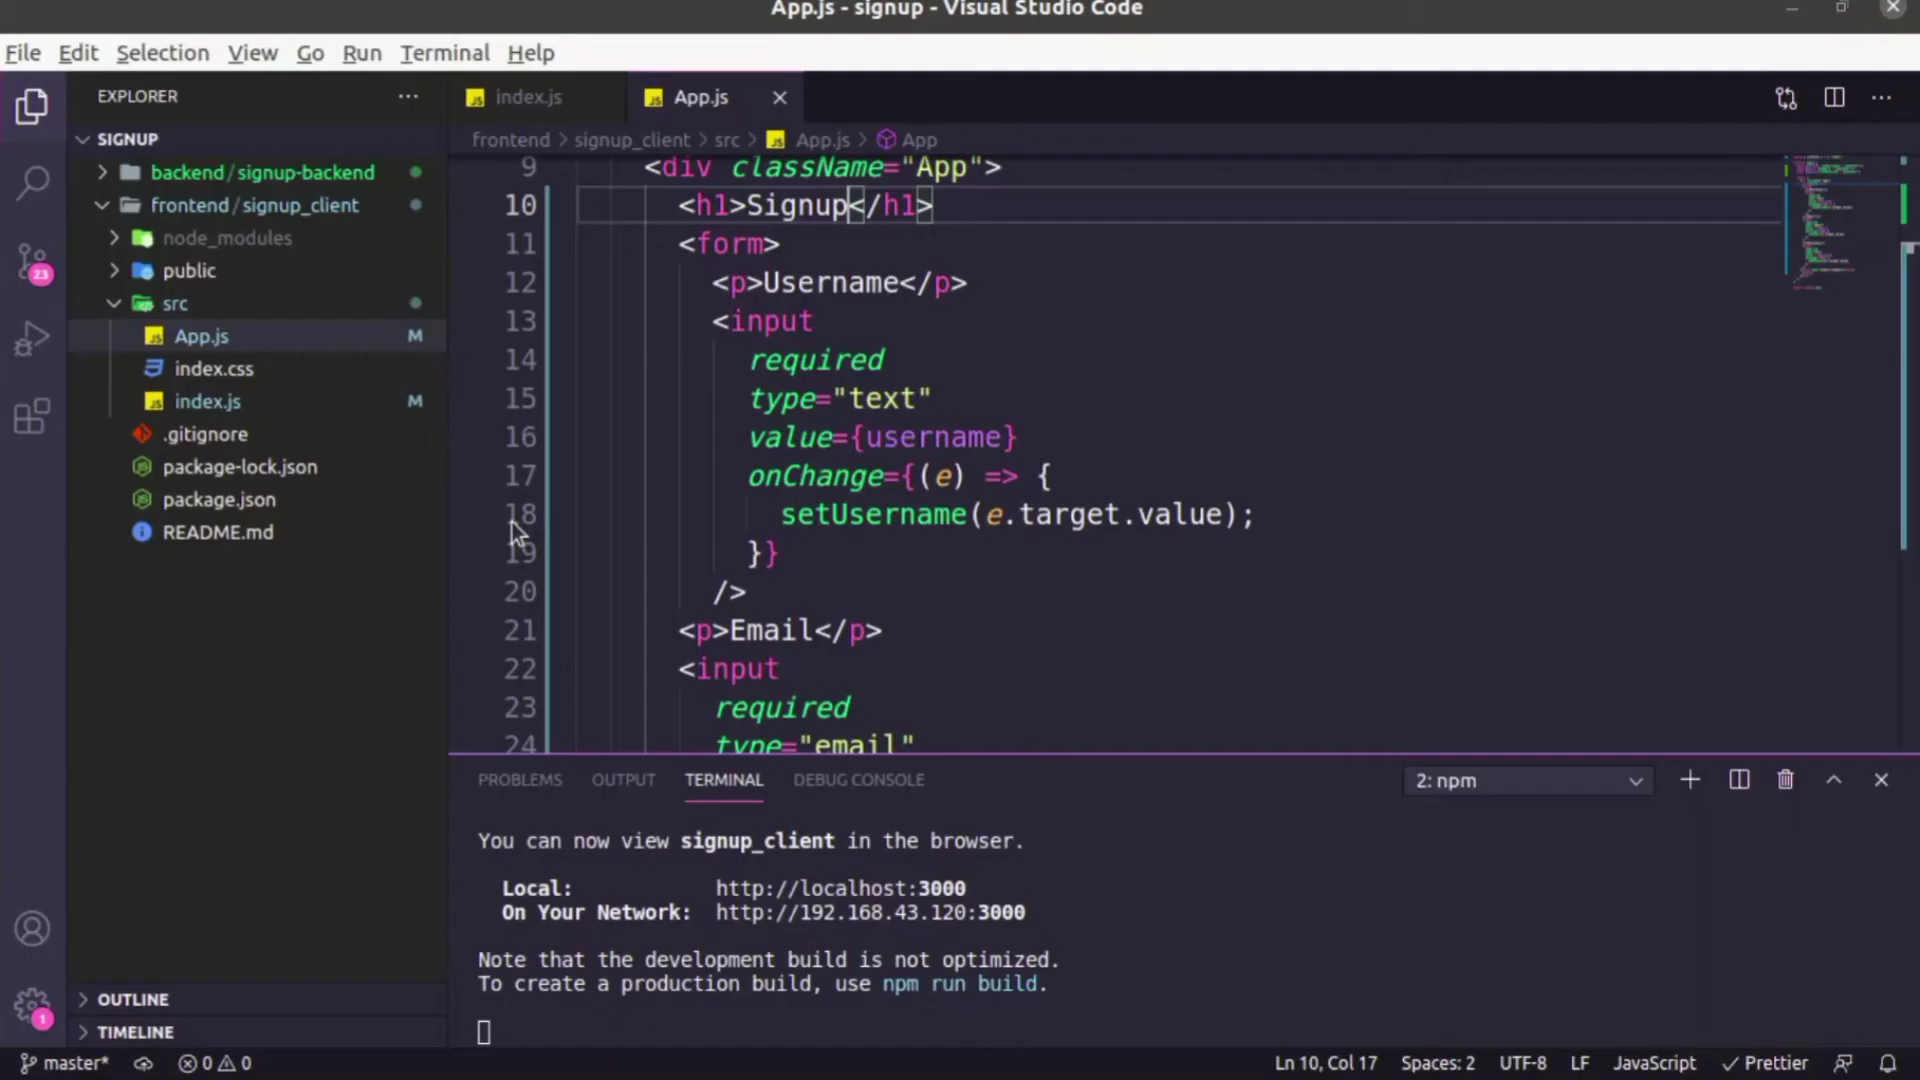 App.js - signup - Visual Studio Code
File Edit Selection View Go Run Terminal Help
EXPLORER
SIGNUP
backend/signup-backend
frontend/signup_client
node_modules
public
src
App.js M
index.css
index.js M
.gitignore
package-lock.json
package.json
README.md
OUTLINE
TIMELINE
23
1
index.js App.js
frontend > signup_client > src > App.js > App
9 <div className="App">
10 <h1>Signup</h1>
11 <form>
12 <p>Username</p>
13 <input
14 required
15 type="text"
16 value={username}
17 onChange={(e) => {
18 setUsername(e.target.value);
19 }}
20 />
21 <p>Email</p>
22 <input
23 required
24 type="email"
PROBLEMS OUTPUT TERMINAL DEBUG CONSOLE 2: npm
You can now view signup_client in the browser.
Local: http://localhost:3000
On Your Network: http://192.168.43.120:3000
Note that the development build is not optimized.
To create a production build, use npm run build.
master* 0 0 Ln 10, Col 17 Spaces: 2 UTF-8 LF JavaScript Prettier